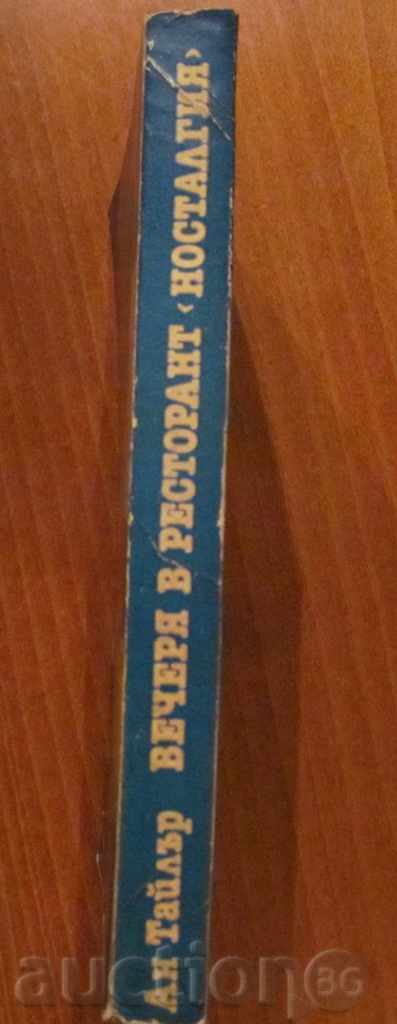 Ан Тайлър ВЕЧЕРЯ В РЕСТОРАНТ ‹ НОСТАЛГИЯ ›
auction BG